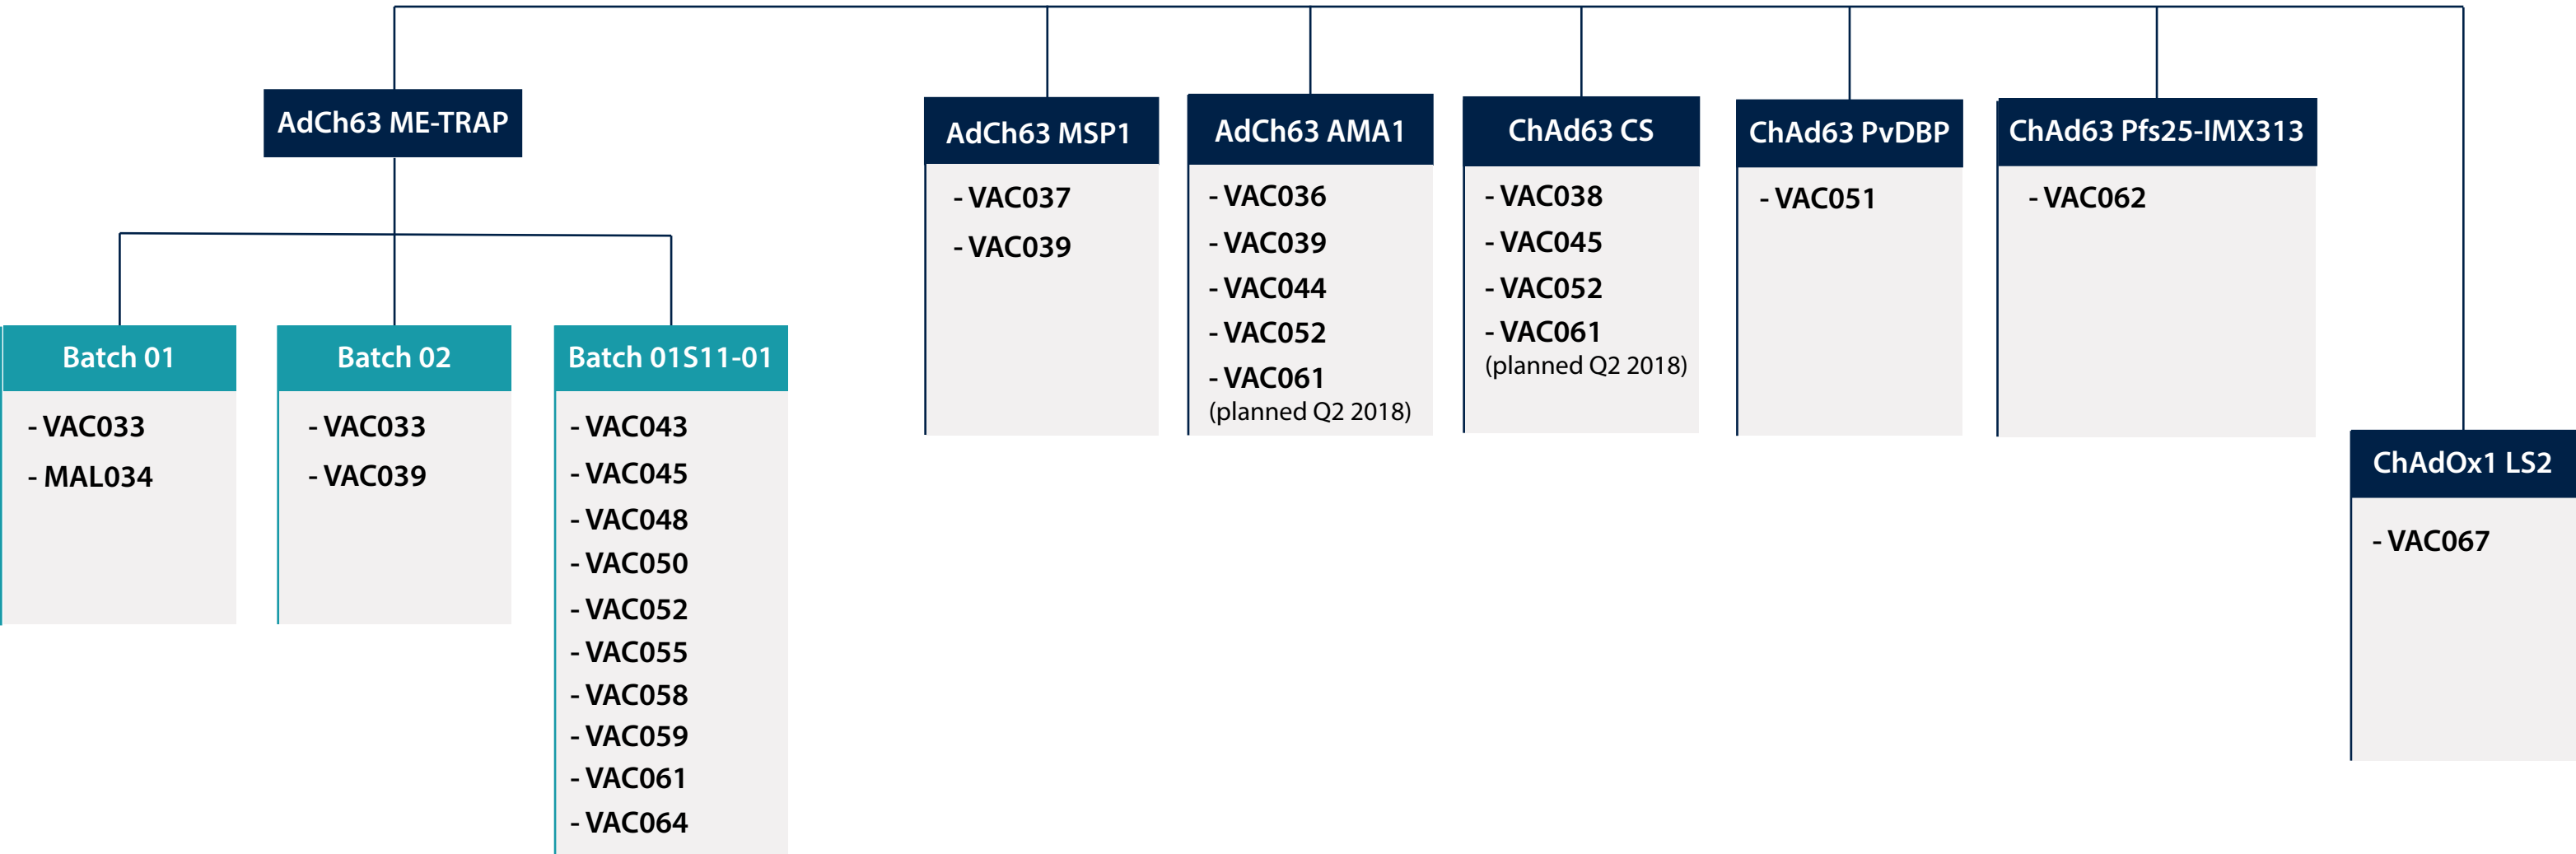 AdCh63 ME-TRAP
Batch 01
- VAC033
- MAL034
Batch 02
- VAC033
- VAC039
Batch 01S11-01
- VAC043
- VAC045
- VAC048
- VAC050
- VAC052
- VAC055
- VAC058
- VAC059
- VAC061
- VAC064
AdCh63 MSP1
- VAC037
- VAC039
AdCh63 AMA1
- VAC036
- VAC039
- VAC044
- VAC052
- VAC061
(planned Q2 2018)
ChAd63 CS
- VAC038
- VAC045
- VAC052
- VAC061
(planned Q2 2018)
ChAd63 PvDBP
- VAC051
ChAd63 Pfs25-IMX313
- VAC062
ChAdOx1 LS2
- VAC067